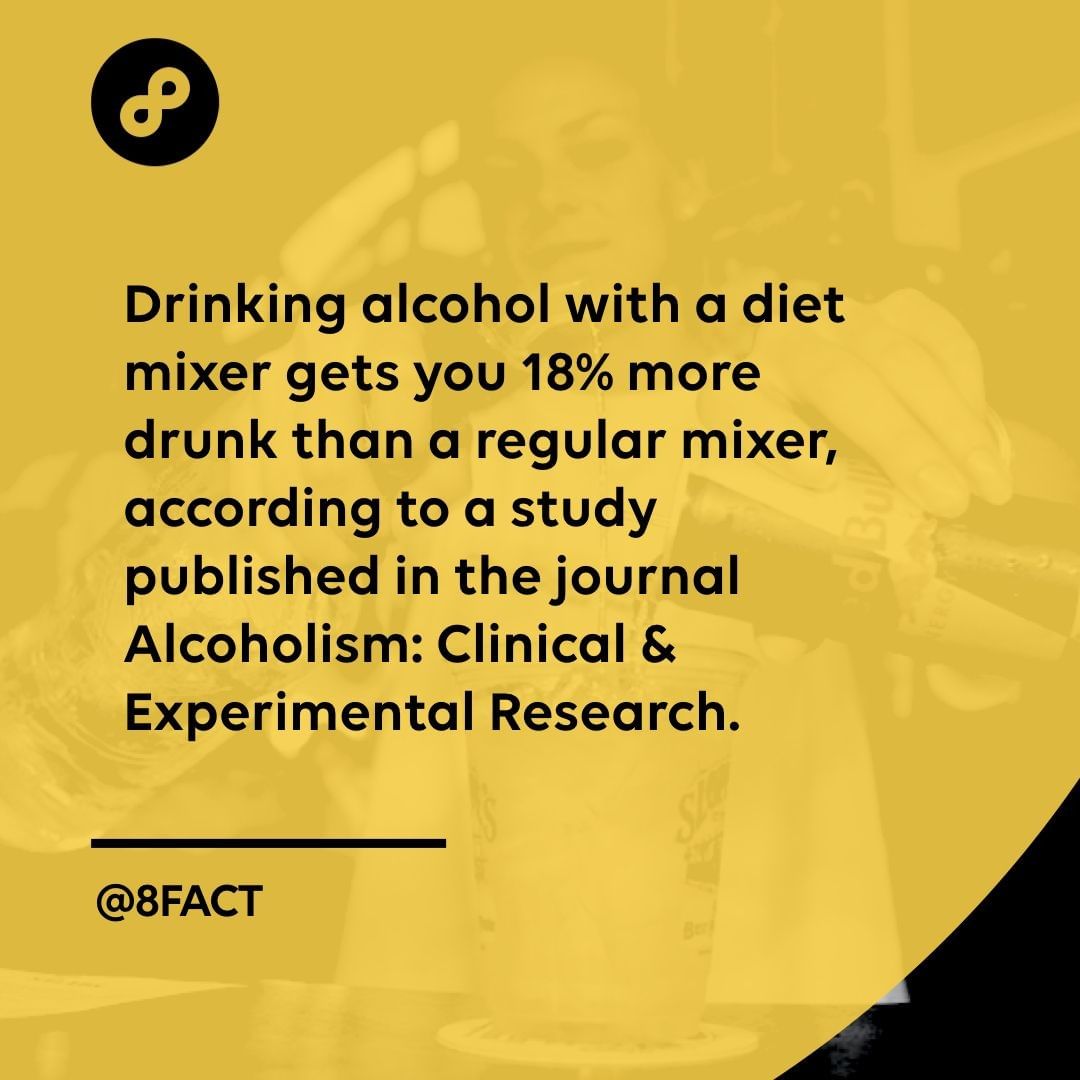 Drinking alcohol with a diet
mixer gets you 18% more
drunk than a regular mixer,
according to a study
published in the journal
Alcoholism: Clinical &
Experimental Research.
@8FACT